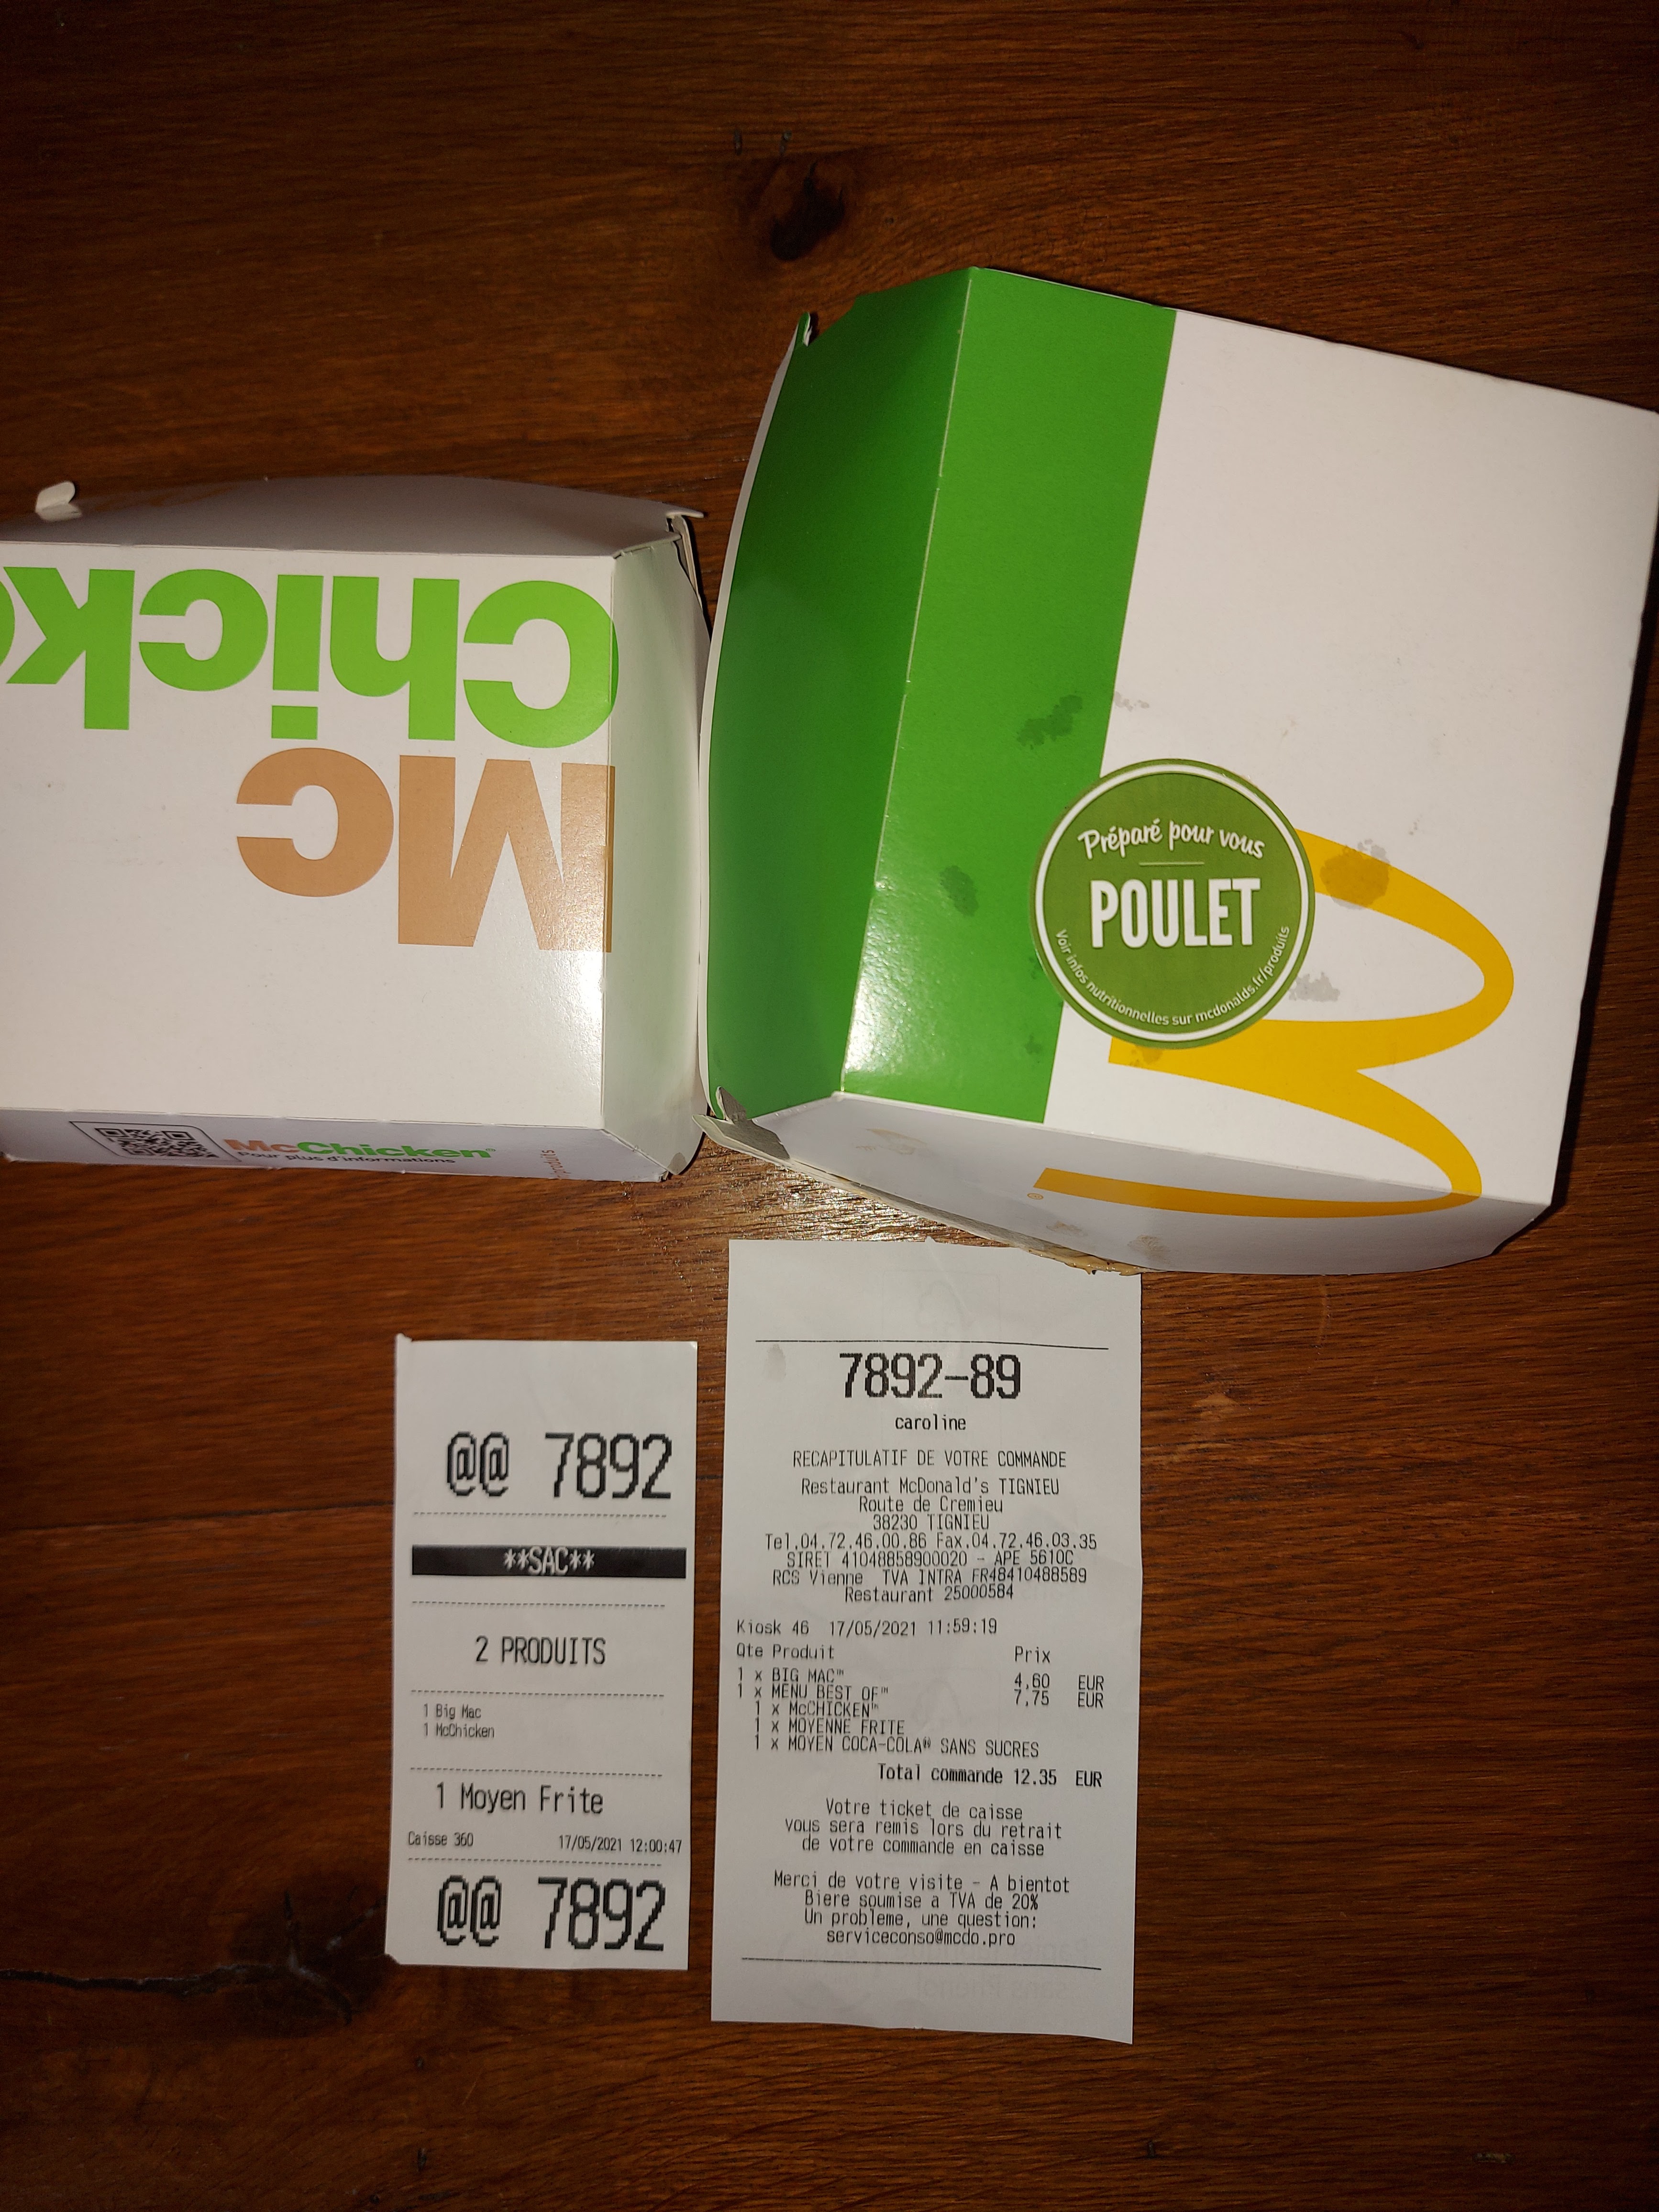 Mc
Chick
McChicken®
Pour plus d'informations
Préparé pour vous
POULET
Voir infos nutritionnelles sur mcdonalds.fr/produits
®
@@ 7892
**SAC**
2 PRODUITS
1 Big Mac
1 McChicken
1 Moyen Frite
Caisse 360 17/05/2021 12:00:47
@@ 7892
7892-89
caroline
RECAPITULATIF DE VOTRE COMMANDE
Restaurant McDonald's TIGNIEU
Route de Cremieu
38230 TIGNIEU
Tel.04.72.46.00.86 Fax.04.72.46.03.35
SIRET 41048858900020 - APE 5610C
RCS Vienne TVA INTRA FR48410488589
Restaurant 25000584
Kiosk 46 17/05/2021 11:59:19
Qte Produit Prix
1 x BIG MAC™ 4,60 EUR
1 x MENU BEST OF™ 7,75 EUR
1 x McCHICKEN™
1 x MOYENNE FRITE
1 x MOYEN COCA-COLA® SANS SUCRES
Total commande 12.35 EUR
Votre ticket de caisse
vous sera remis lors du retrait
de votre commande en caisse
Merci de votre visite - A bientot
Biere soumise a TVA de 20%
Un probleme, une question:
serviceconso@mcdo.pro